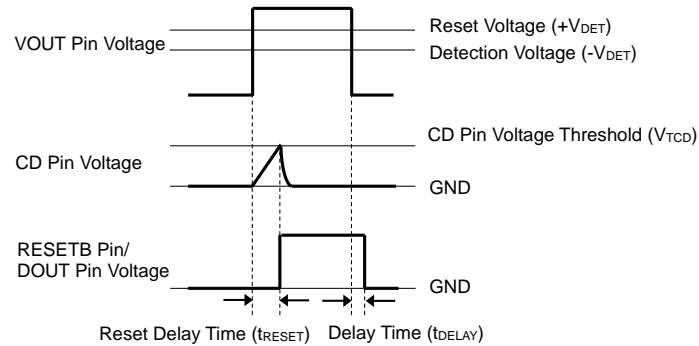 VOUT Pin Voltage
Reset Voltage (+VDET)
Detection Voltage (-VDET)
CD Pin Voltage Threshold (VTCD)
CD Pin Voltage
GND
RESETB Pin/
DOUT Pin Voltage
GND
Reset Delay Time (tRESET)
Delay Time (tDELAY)